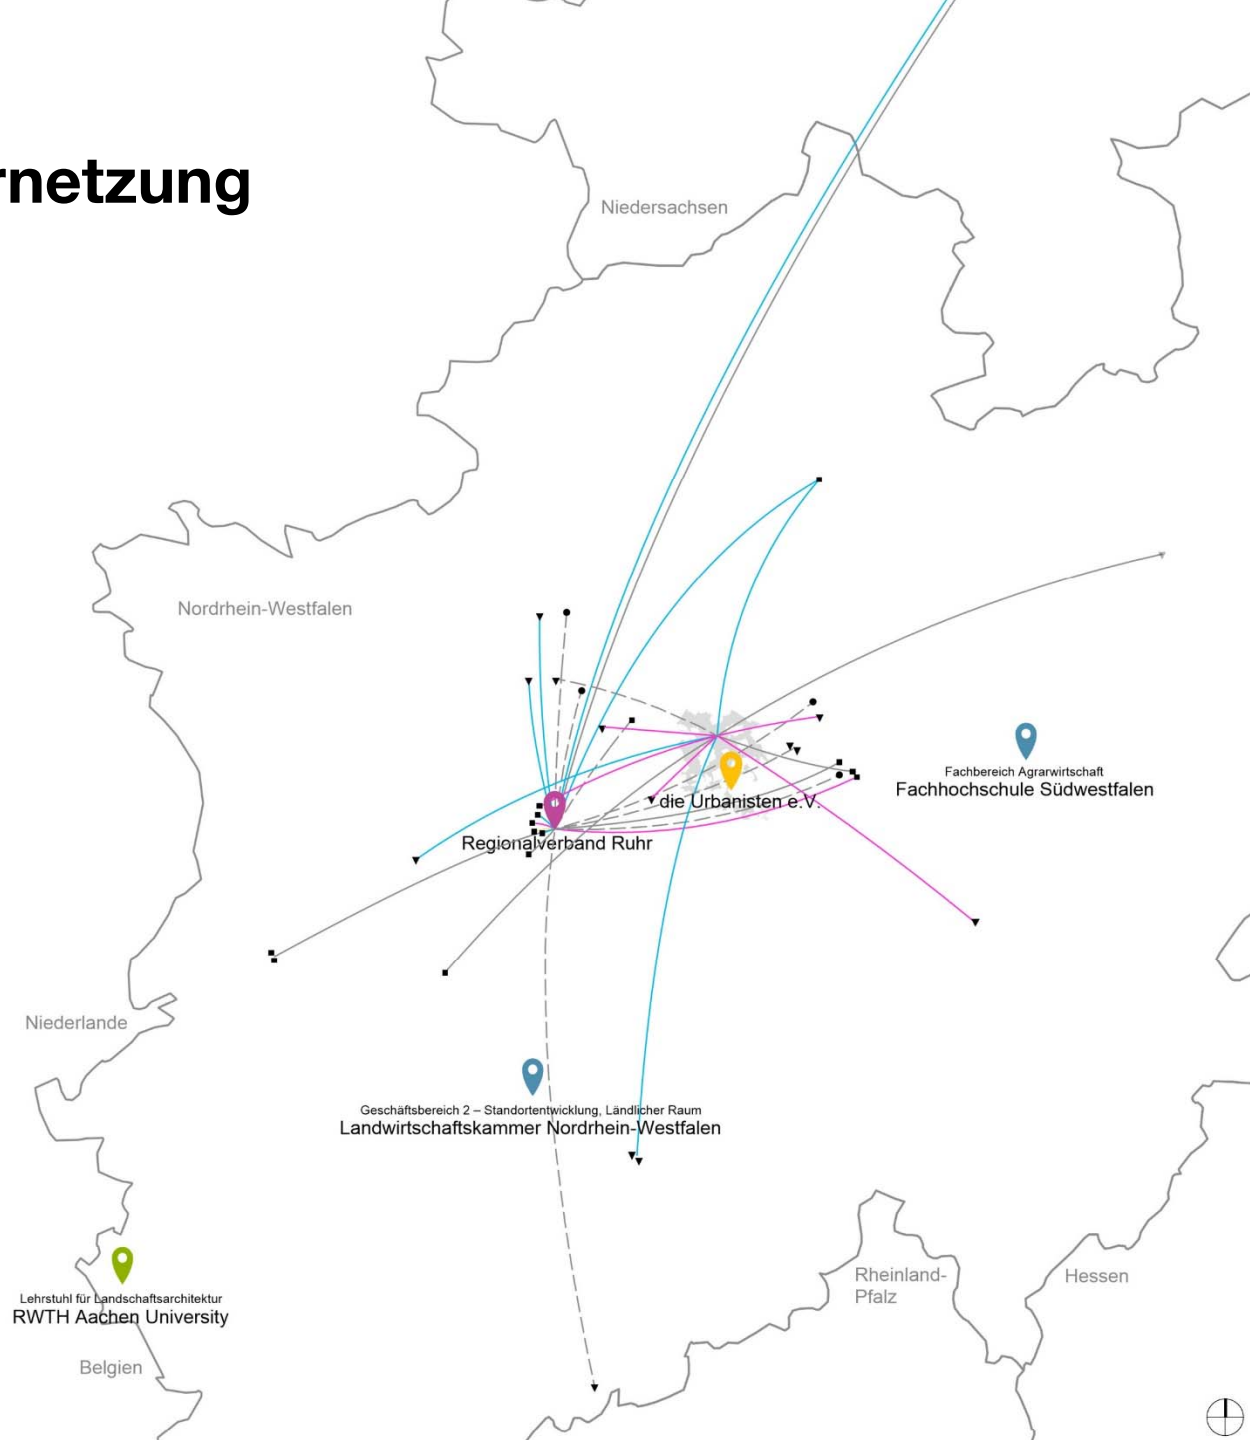 rnetzung
Niedersachsen
Nordrhein-Westfalen
Fachbereich Agrarwirtschaft
Fachhochschule Südwestfalen
die Urbanisten e.V.
Regionalverband Ruhr
Niederlande
Geschäftsbereich 2 – Standortentwicklung, Ländlicher Raum
Landwirtschaftskammer Nordrhein-Westfalen
Rheinland-
Pfalz
Hessen
Lehrstuhl für Landschaftsarchitektur
RWTH Aachen University
Belgien